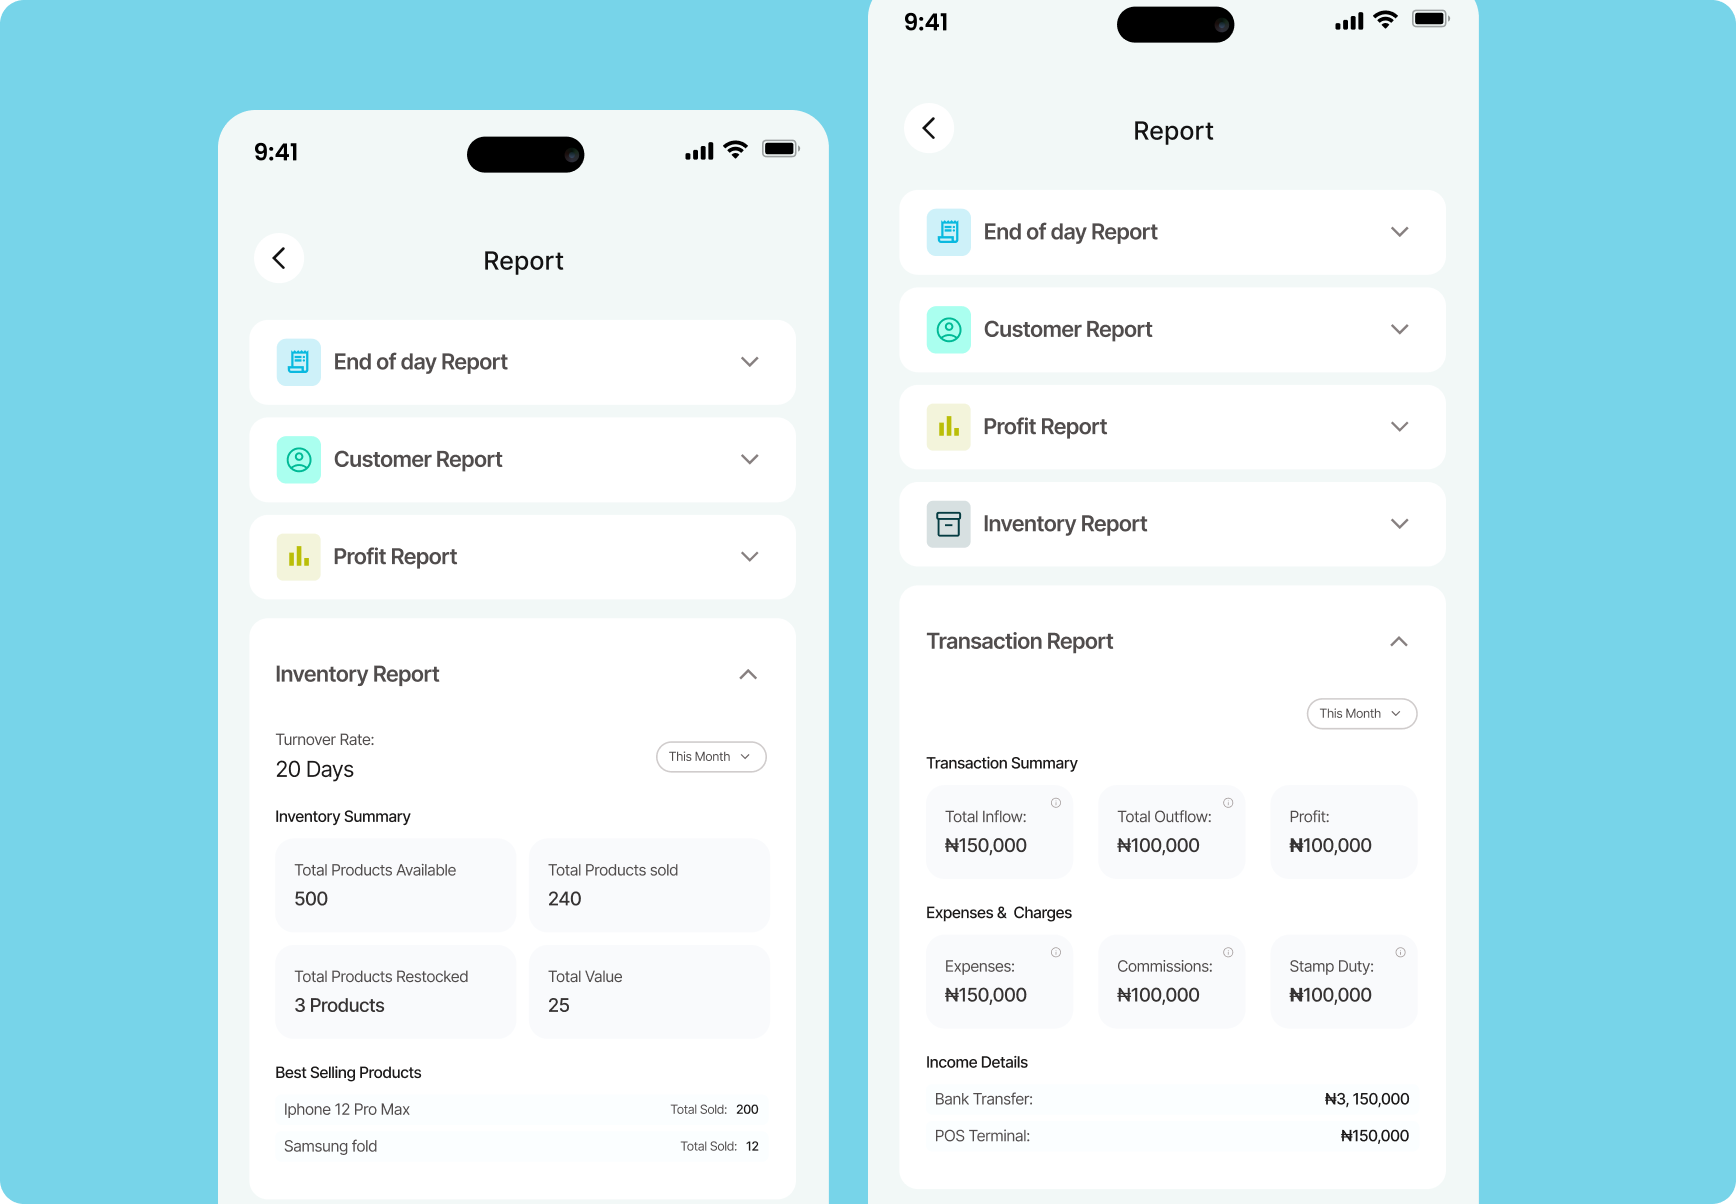 9:41
Report
End of day Report
Customer Report
Profit Report
Inventory Report
Turnover Rate:
20 Days
This Month
Inventory Summary
Total Products Available
500
Total Products sold
240
Total Products Restocked
3 Products
Total Value
25
Best Selling Products
Iphone 12 Pro Max Total Sold: 200
Samsung fold Total Sold: 12
9:41
Report
End of day Report
Customer Report
Profit Report
Inventory Report
Transaction Report
This Month
Transaction Summary
Total Inflow:
₦150,000
Total Outflow:
₦100,000
Profit:
₦100,000
Expenses & Charges
Expenses:
₦150,000
Commissions:
₦100,000
Stamp Duty:
₦100,000
Income Details
Bank Transfer: ₦3, 150,000
POS Terminal: ₦150,000